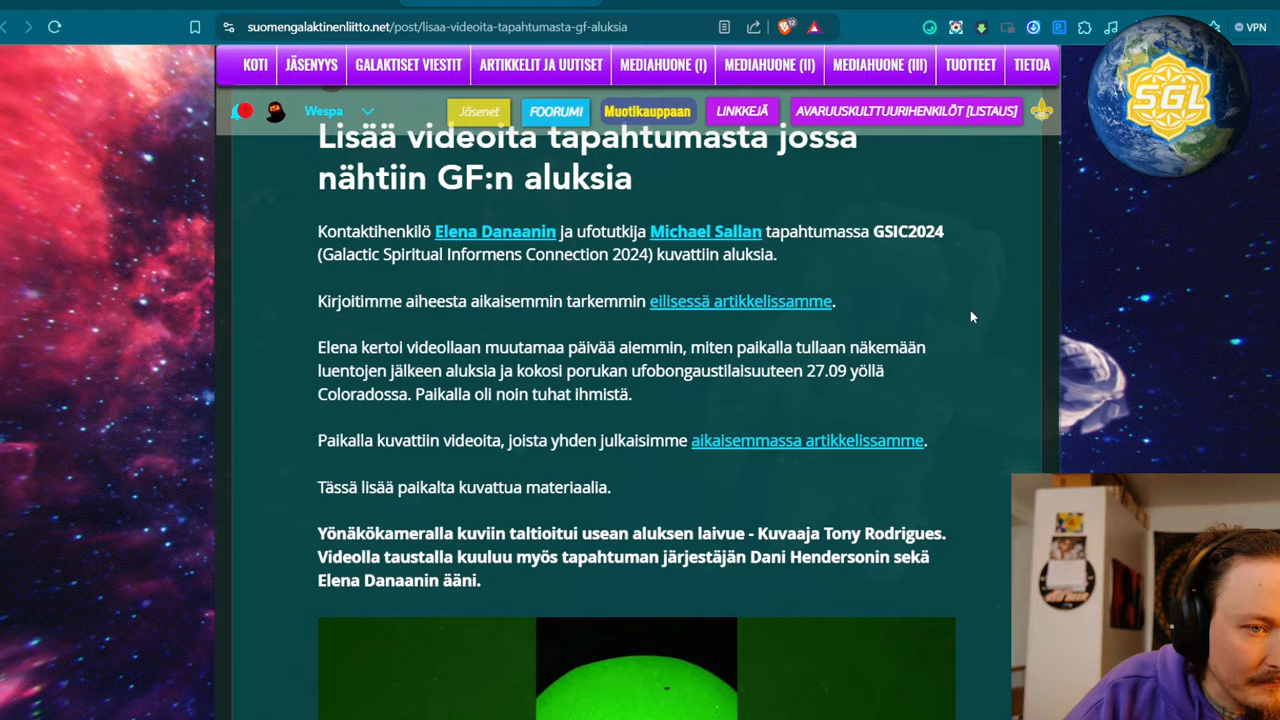 suomengalaktinenliitto.net/post/lisaa-videoita-tapahtumasta-gf-aluksia
12
VPN
KOTI JÄSENYS GALAKTISET VIESTIT ARTIKKELIT JA UUTISET MEDIAHUONE (I) MEDIAHUONE (II) MEDIAHUONE (III) TUOTTEET TIETOA
SGL
Wespa Jäsenet FOORUMI Muotikauppaan LINKKEJÄ AVARUUSKULTTUURIHENKILÖT [LISTAUS]
Lisää videoita tapahtumasta jossa
nähtiin GF:n aluksia
Kontaktihenkilö Elena Danaanin ja ufotutkija Michael Sallan tapahtumassa GSIC2024
(Galactic Spiritual Informens Connection 2024) kuvattiin aluksia.
Kirjoitimme aiheesta aikaisemmin tarkemmin eilisessä artikkelissamme.
Elena kertoi videollaan muutamaa päivää aiemmin, miten paikalla tullaan näkemään
luentojen jälkeen aluksia ja kokosi porukan ufobongaustilaisuuteen 27.09 yöllä
Coloradossa. Paikalla oli noin tuhat ihmistä.
Paikalla kuvattiin videoita, joista yhden julkaisimme aikaisemmassa artikkelissamme.
Tässä lisää paikalta kuvattua materiaalia.
Yönäkökameralla kuviin taltioitui usean aluksen laivue - Kuvaaja Tony Rodrigues.
Videolla taustalla kuuluu myös tapahtuman järjestäjän Dani Hendersonin sekä
Elena Danaanin ääni.